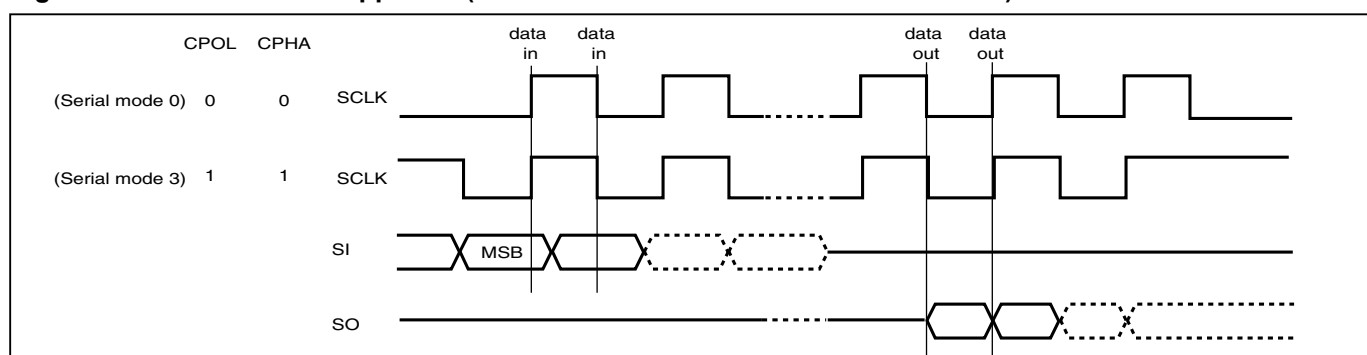 data data data data
CPOL CPHA in in out out
(Serial mode 0) 0 0 SCLK
(Serial mode 3) 1 1 SCLK
SI MSB
SO